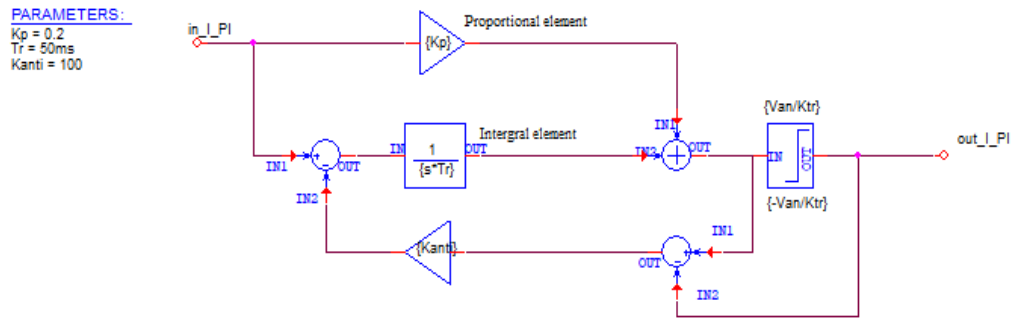 PARAMETERS:
Kp = 0.2
Tr = 50ms
Kanti = 100
in_I_PI
{Kp}
Proportional element
IN1
{Van/Ktr}
IN1
+
-
OUT
IN2
IN
1
{s*Tr}
OUT
Intergral element
IN2
OUT
IN
OUT
out_I_PI
{-Van/Ktr}
{Kanti}
OUT
-
IN1
IN2